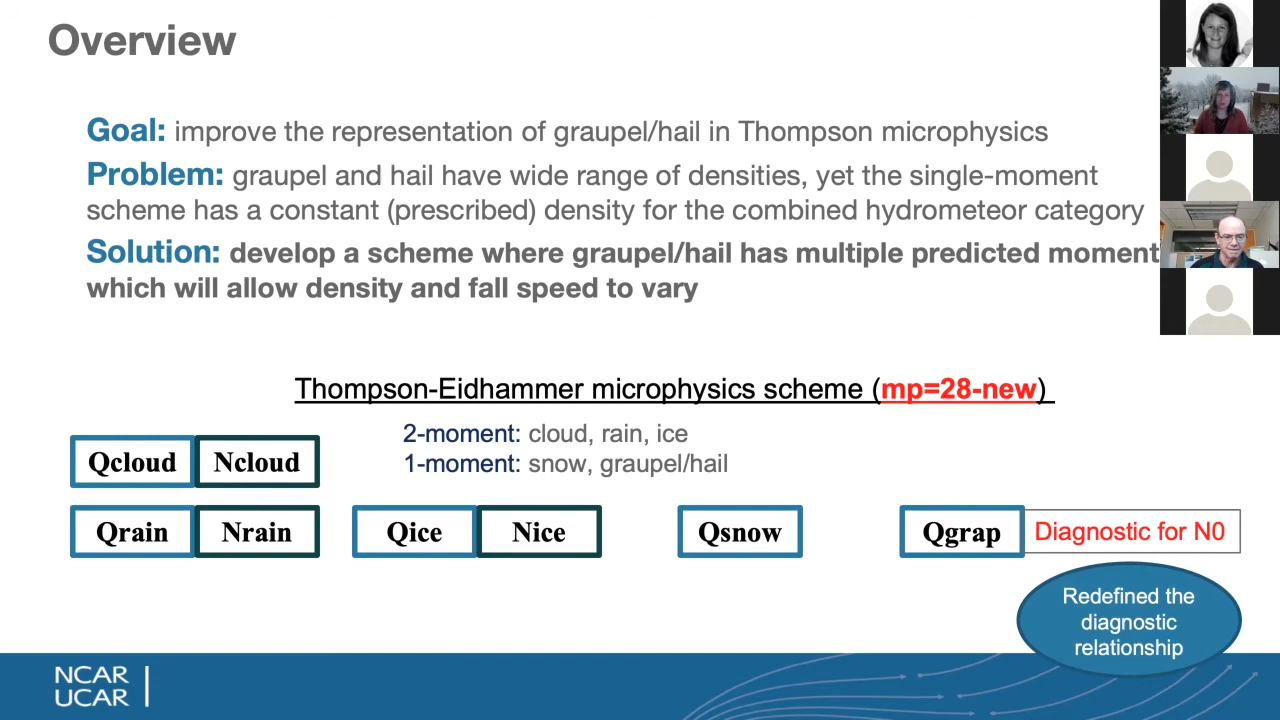 Overview
Goal: improve the representation of graupel/hail in Thompson microphysics
Problem: graupel and hail have wide range of densities, yet the single-moment
scheme has a constant (prescribed) density for the combined hydrometeor category
Solution: develop a scheme where graupel/hail has multiple predicted moment
which will allow density and fall speed to vary
Thompson-Eidhammer microphysics scheme (mp=28-new)
2-moment: cloud, rain, ice
1-moment: snow, graupel/hail
Qcloud Ncloud
Qrain Nrain Qice Nice Qsnow Qgrap Diagnostic for N0
Redefined the
diagnostic
relationship
NCAR
UCAR